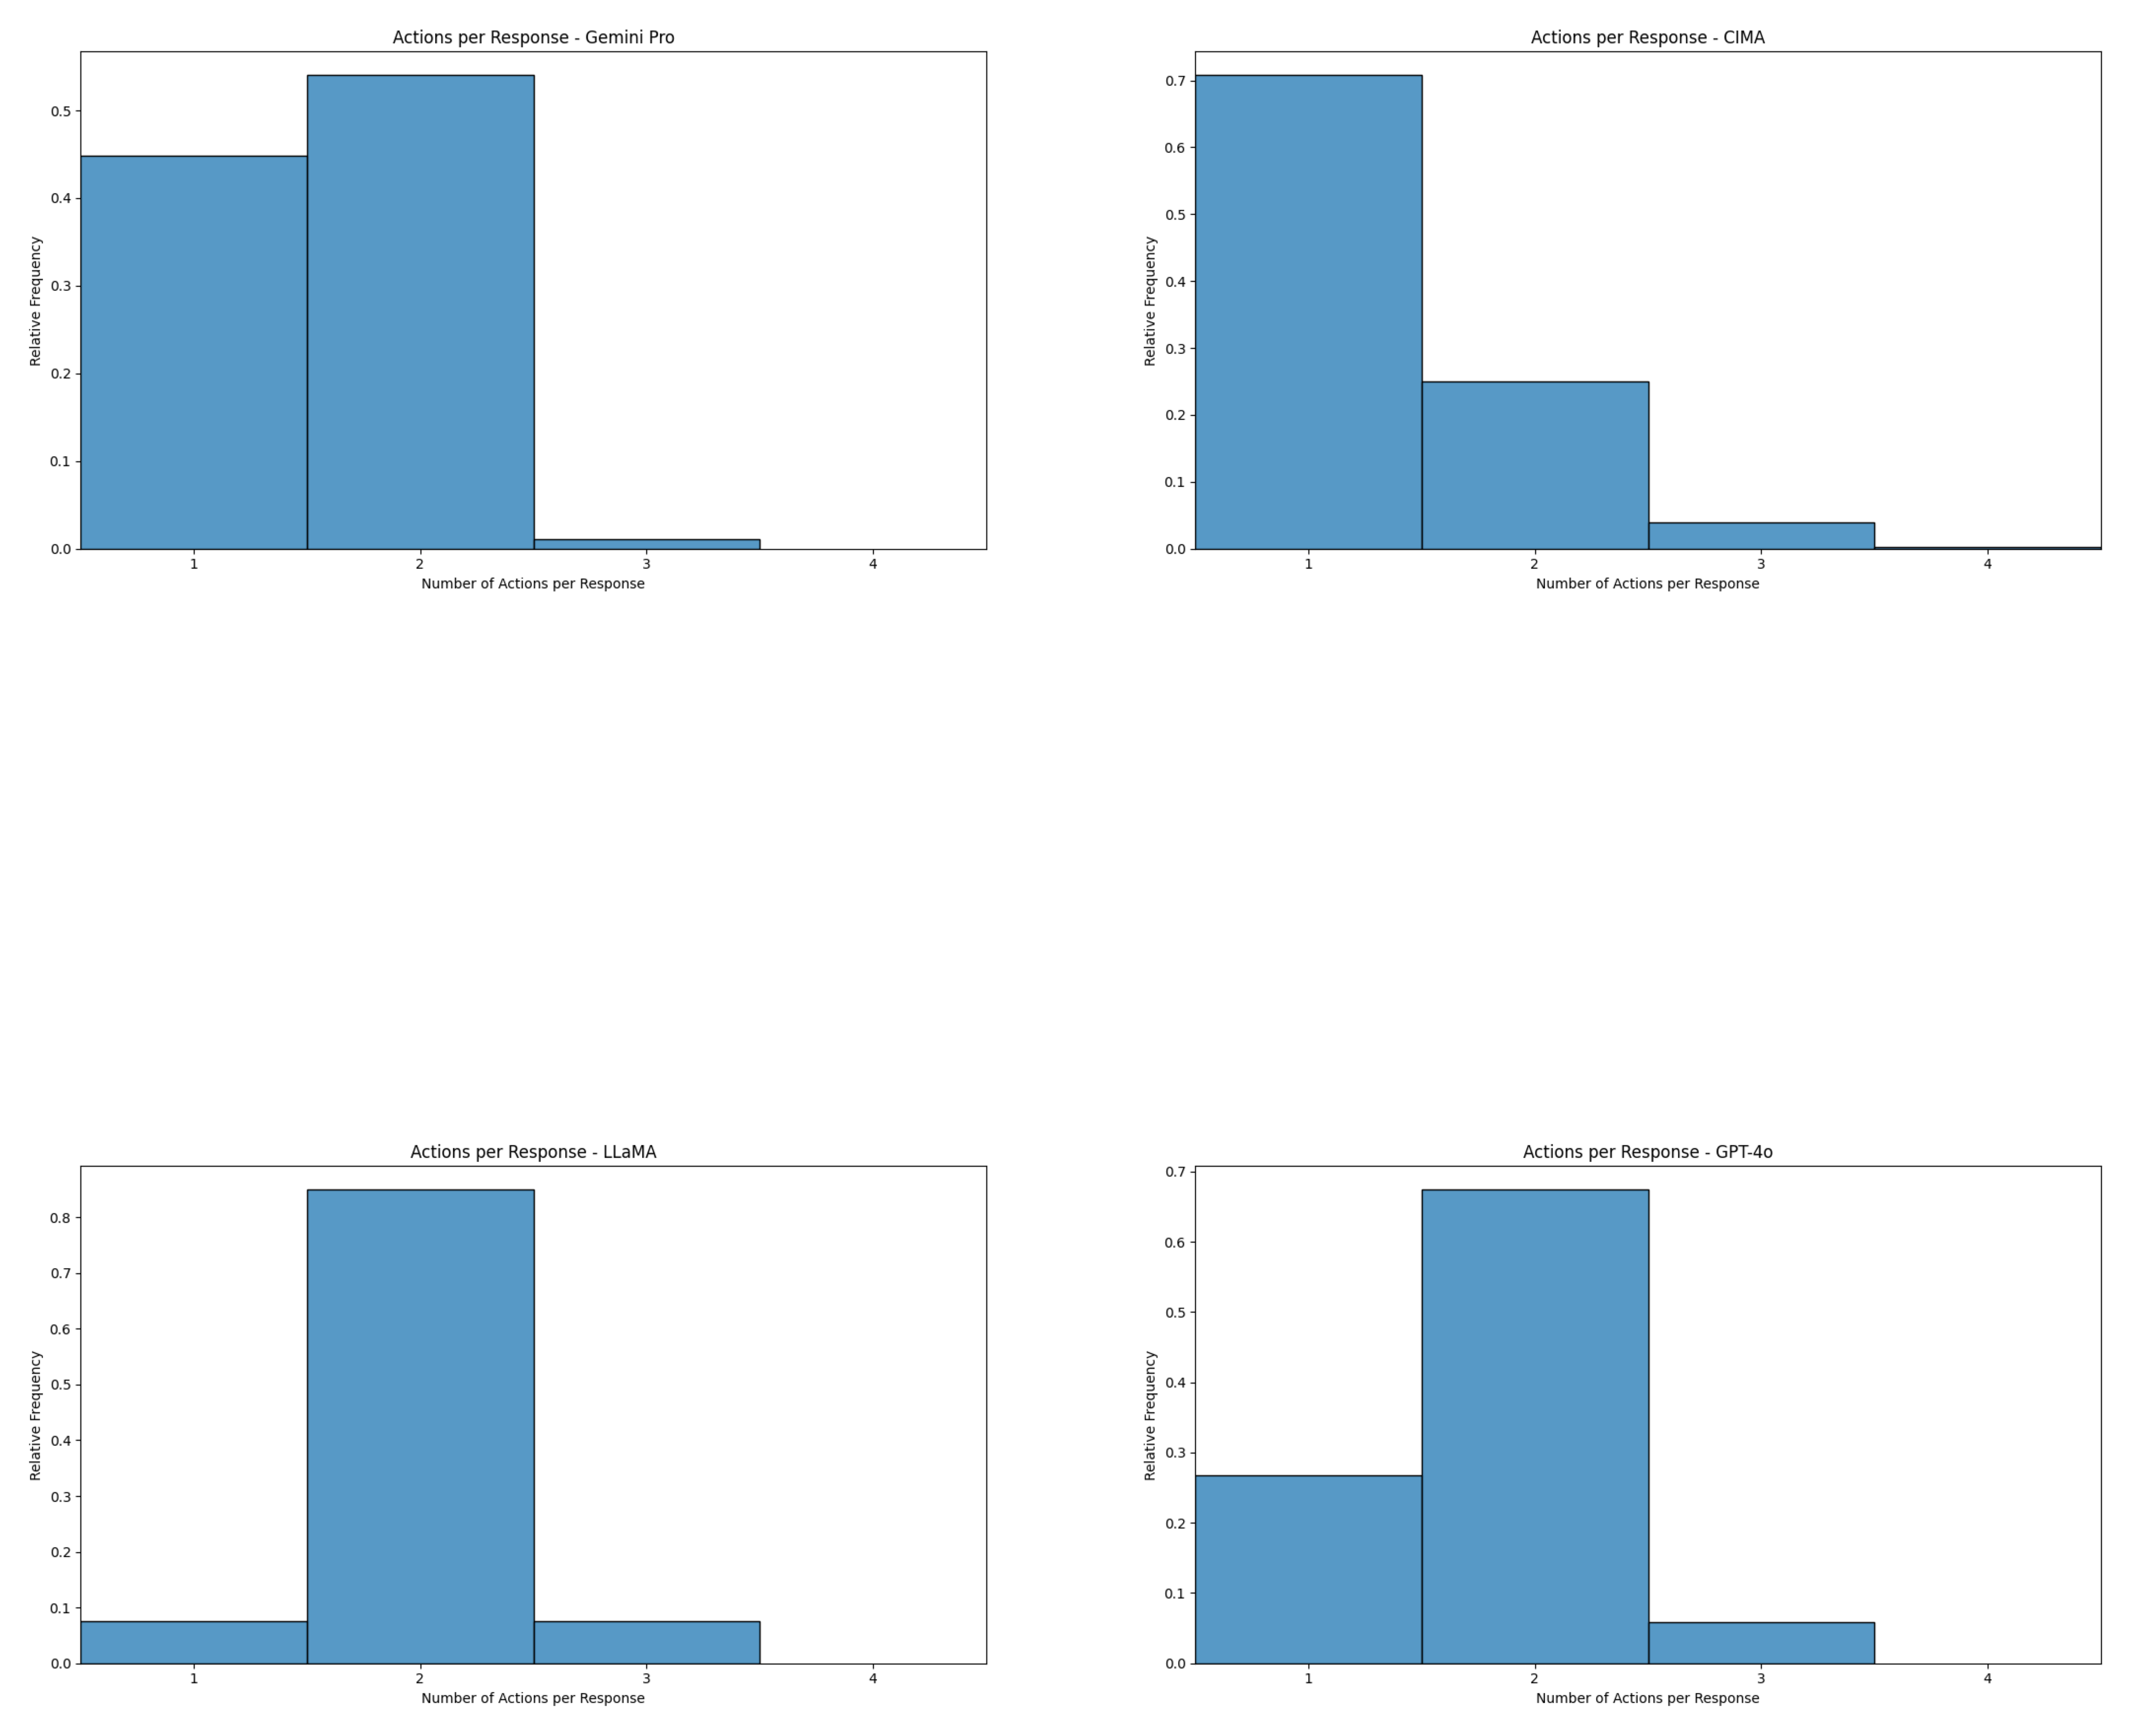 Actions per Response - Gemini Pro
0.5
0.4
0.3
0.2
0.1
0.0
Relative Frequency
1 2 3 4
Number of Actions per Response
Actions per Response - CIMA
0.7
0.6
0.5
0.4
0.3
0.2
0.1
0.0
Relative Frequency
1 2 3 4
Number of Actions per Response
Actions per Response - LLaMA
0.8
0.7
0.6
0.5
0.4
0.3
0.2
0.1
0.0
Relative Frequency
1 2 3 4
Number of Actions per Response
Actions per Response - GPT-4o
0.7
0.6
0.5
0.4
0.3
0.2
0.1
0.0
Relative Frequency
1 2 3 4
Number of Actions per Response